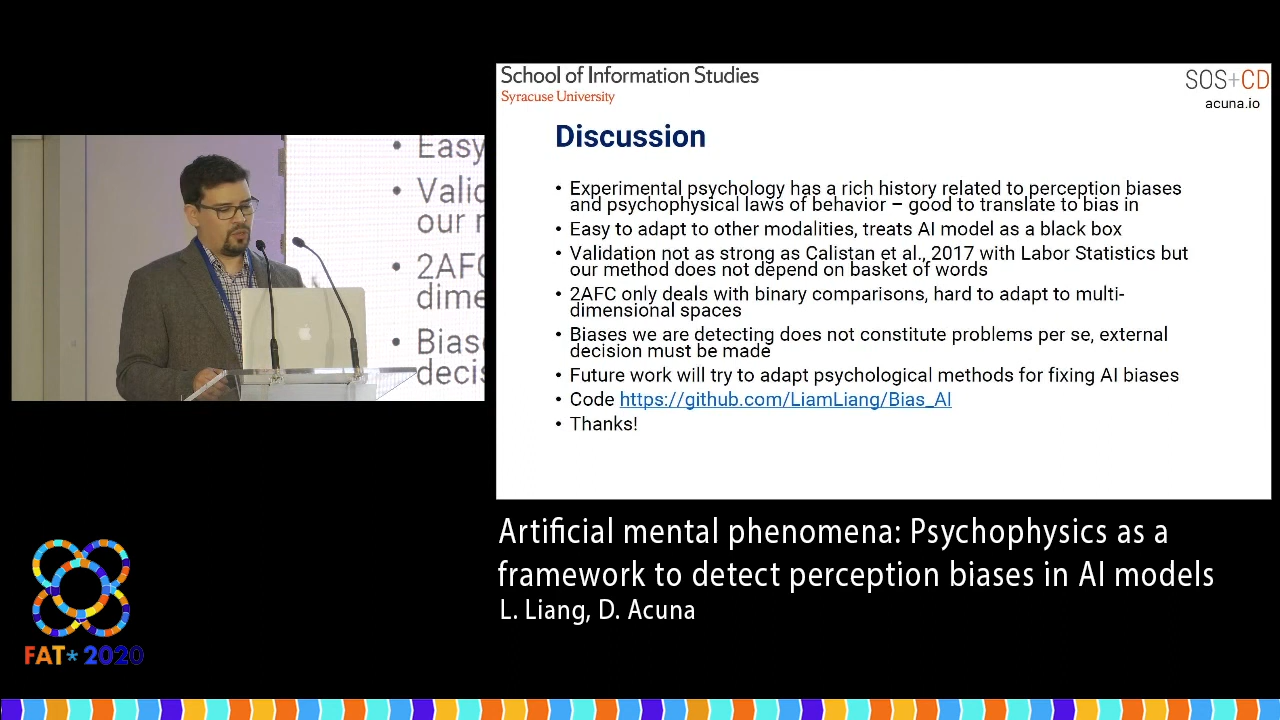 School of Information Studies
Syracuse University
SOS+CD
acuna.io
Discussion
• Experimental psychology has a rich history related to perception biases
and psychophysical laws of behavior – good to translate to bias in
• Easy to adapt to other modalities, treats AI model as a black box
• Validation not as strong as Calistan et al., 2017 with Labor Statistics but
our method does not depend on basket of words
• 2AFC only deals with binary comparisons, hard to adapt to multi-
dimensional spaces
• Biases we are detecting does not constitute problems per se, external
decision must be made
• Future work will try to adapt psychological methods for fixing AI biases
• Code https://github.com/LiamLiang/Bias_AI
• Thanks!
• Easy
• Valid
our m
• 2AFC
dime
• Biase
decis
Artificial mental phenomena: Psychophysics as a
framework to detect perception biases in AI models
L. Liang, D. Acuna
FAT* 2020